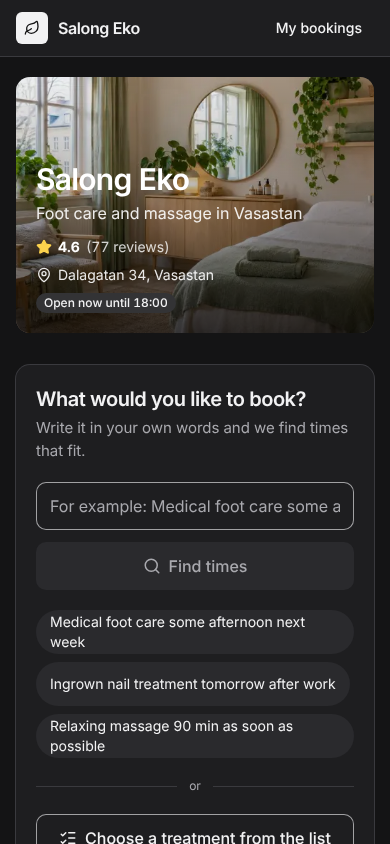 Salong Eko
My bookings
Salong Eko
Foot care and massage in Vasastan
4.6 (77 reviews)
Dalagatan 34, Vasastan
Open now until 18:00
What would you like to book?
Write it in your own words and we find times
that fit.
For example: Medical foot care some a
Find times
Medical foot care some afternoon next
week
Ingrown nail treatment tomorrow after work
Relaxing massage 90 min as soon as
possible
or
Choose a treatment from the list